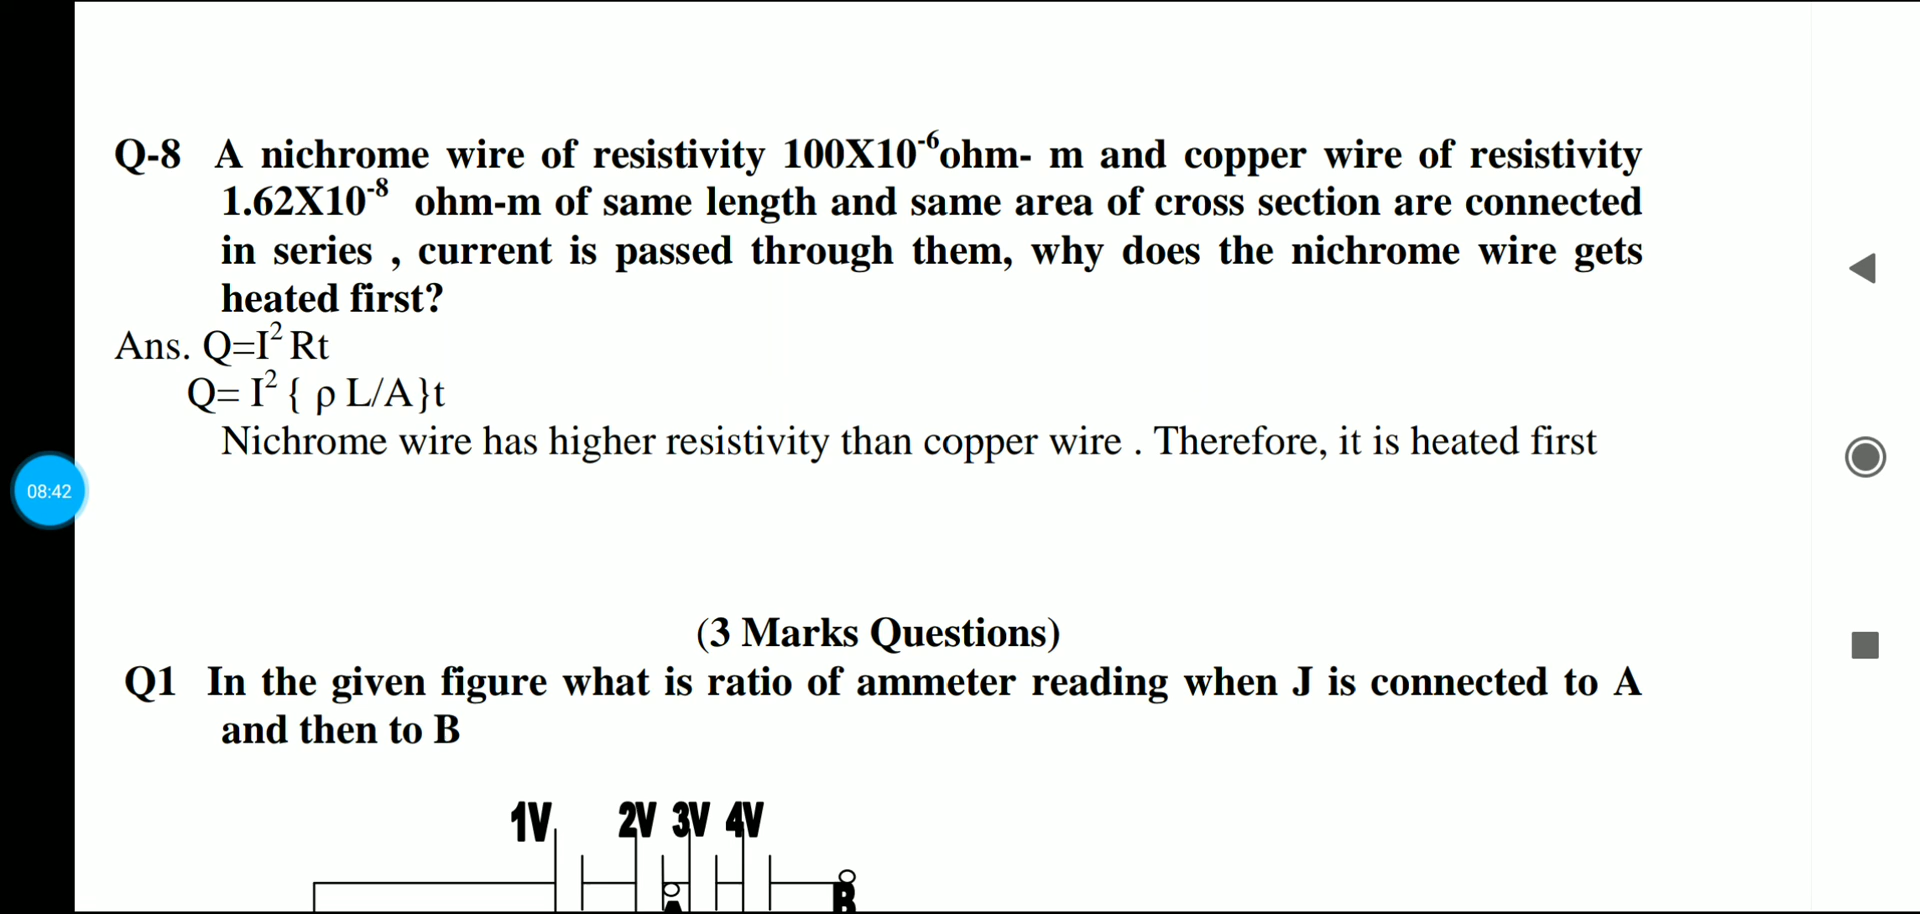 Q-8 A nichrome wire of resistivity 100X10⁻⁶ohm- m and copper wire of resistivity
1.62X10⁻⁸ ohm-m of same length and same area of cross section are connected
in series , current is passed through them, why does the nichrome wire gets
heated first?
Ans. Q=I² Rt
Q= I² { ρ L/A}t
Nichrome wire has higher resistivity than copper wire . Therefore, it is heated first
08:42
(3 Marks Questions)
Q1 In the given figure what is ratio of ammeter reading when J is connected to A
and then to B
1V 2V 3V 4V
A B